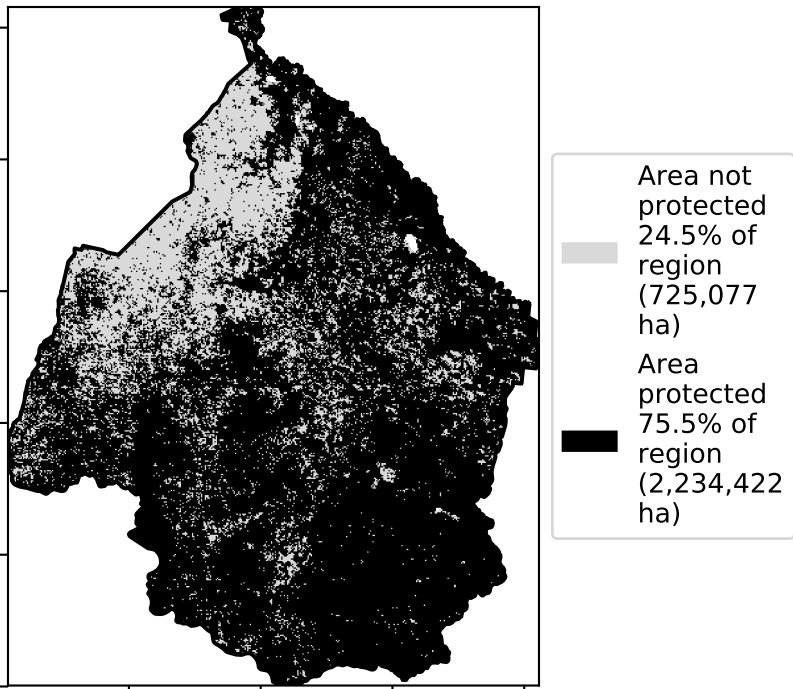 Area not
protected
24.5% of
region
(725,077
ha)
Area
protected
75.5% of
region
(2,234,422
ha)